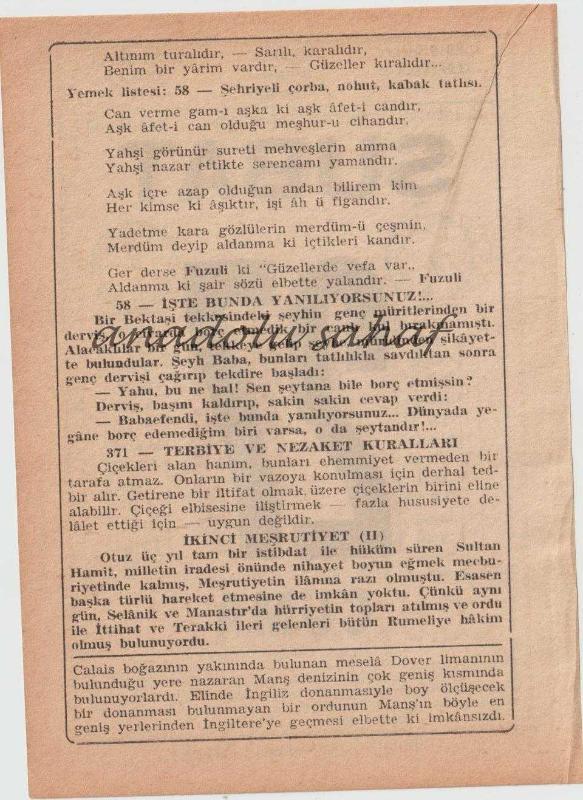 Altınım turalıdır, — Sarılı, karalıdır,
Benim bir yârim vardır, — Güzeller kıralıdır...
Yemek listesi: 58 — Şehriyeli çorba, nohut, kabak tatlısı.
Can verme gam-ı aşka ki aşk âfet-i candır,
Aşk âfet-i can olduğu meşhur-u cihandır.
Yahşi görünür sureti mehveşlerin amma
Yahşi nazar ettikte serencamı yamandır.
Aşk içre azap olduğun andan bilirem kim
Her kimse ki âşıktır, işi âh ü figandır.
Yadetme kara gözlülerin merdüm-ü çeşmin,
Merdüm deyip aldanma ki içtikleri kandır.
Ger derse Fuzuli ki "Güzellerde vefa var.,
Aldanma ki şair sözü elbette yalandır. — Fuzuli
58 — İŞTE BUNDA YANILIYORSUNUZ!...
Bir Bektaşi tekkesindeki şeyhin genç müritlerinden bir
derviş, bir
anadolu sahaf
Alacaklılar bir gün şikâyet-
te bulundular. Şeyh Baba, bunları tatlılıkla savdıktan sonra
genç dervişi çağırıp tekdire başladı:
— Yahu, bu ne hal! Sen şeytana bile borç etmişsin?
Derviş, başını kaldırıp, sakin sakin cevap verdi:
— Babaefendi, işte bunda yanılıyorsunuz... Dünyada ye-
gâne borç edemediğim biri varsa, o da şeytandır!...
371 — TERBİYE VE NEZAKET KURALLARI
Çiçekleri alan hanım, bunları ehemmiyet vermeden bir
tarafa atmaz. Onların bir vazoya konulması için derhal ted-
bir alır. Getirene bir iltifat olmak üzere çiçeklerin birini eline
alabilir. Çiçeği elbisesine iliştirmek — fazla hususiyete de-
lâlet ettiği için — uygun değildir.
İKİNCİ MEŞRUTİYET (II)
Otuz üç yıl tam bir istibdat ile hüküm süren Sultan
Hamit, milletin iradesi önünde nihayet boyun eğmek mecbu-
riyetinde kalmış, Meşrutiyetin ilânına razı olmuştu. Esasen
başka türlü hareket etmesine de imkân yoktu. Çünkü aynı
gün, Selânik ve Manastır'da hürriyetin topları atılmış ve ordu
ile İttihat ve Terakki ileri gelenleri bütün Rumeliye hâkim
olmuş bulunuyordu.
Calais boğazının yakınında bulunan meselâ Dover limanının
bulunduğu yere nazaran Manş denizinin çok geniş kısmında
bulunuyorlardı. Elinde İngiliz donanmasiyle boy ölçüşecek
bir donanması bulunmayan bir ordunun Manş'ın böyle en
geniş yerlerinden İngiltere'ye geçmesi elbette ki imkânsızdı.